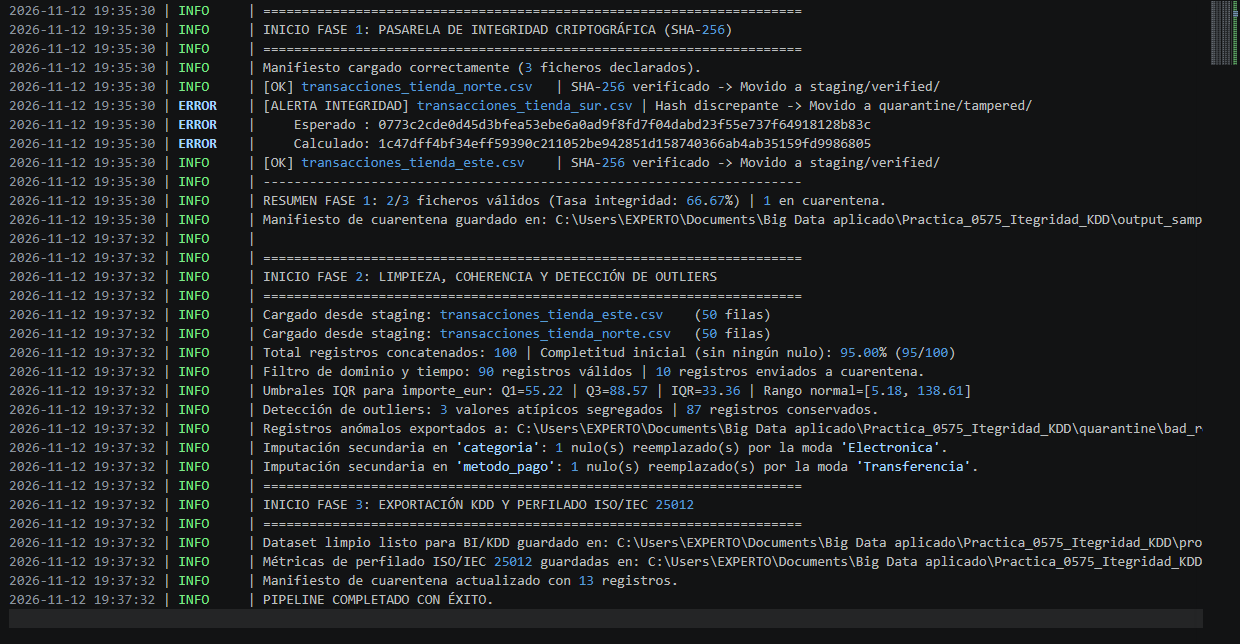 2026-11-12 19:35:30 | INFO     | ======================================================================
2026-11-12 19:35:30 | INFO     | INICIO FASE 1: PASARELA DE INTEGRIDAD CRIPTOGRÁFICA (SHA-256)
2026-11-12 19:35:30 | INFO     | ======================================================================
2026-11-12 19:35:30 | INFO     | Manifiesto cargado correctamente (3 ficheros declarados).
2026-11-12 19:35:30 | INFO     | [OK] transacciones_tienda_norte.csv   | SHA-256 verificado -> Movido a staging/verified/
2026-11-12 19:35:30 | ERROR    | [ALERTA INTEGRIDAD] transacciones_tienda_sur.csv | Hash discrepante -> Movido a quarantine/tampered/
2026-11-12 19:35:30 | ERROR    |     Esperado : 0773c2cde0d45d3bfea53ebe6a0ad9f8fd7f04dabd23f55e737f64918128b83c
2026-11-12 19:35:30 | ERROR    |     Calculado: 1c47dff4bf34eff59390c211052be942851d158740366ab4ab35159fd9986805
2026-11-12 19:35:30 | INFO     | [OK] transacciones_tienda_este.csv    | SHA-256 verificado -> Movido a staging/verified/
2026-11-12 19:35:30 | INFO     | ----------------------------------------------------------------------
2026-11-12 19:35:30 | INFO     | RESUMEN FASE 1: 2/3 ficheros válidos (Tasa integridad: 66.67%) | 1 en cuarentena.
2026-11-12 19:35:30 | INFO     | Manifiesto de cuarentena guardado en: C:\Users\EXPERTO\Documents\Big Data aplicado\Practica_0575_Itegridad_KDD\output_samp
2026-11-12 19:37:32 | INFO     |
2026-11-12 19:37:32 | INFO     | ======================================================================
2026-11-12 19:37:32 | INFO     | INICIO FASE 2: LIMPIEZA, COHERENCIA Y DETECCIÓN DE OUTLIERS
2026-11-12 19:37:32 | INFO     | ======================================================================
2026-11-12 19:37:32 | INFO     | Cargado desde staging: transacciones_tienda_este.csv    (50 filas)
2026-11-12 19:37:32 | INFO     | Cargado desde staging: transacciones_tienda_norte.csv   (50 filas)
2026-11-12 19:37:32 | INFO     | Total registros concatenados: 100 | Completitud inicial (sin ningún nulo): 95.00% (95/100)
2026-11-12 19:37:32 | INFO     | Filtro de dominio y tiempo: 90 registros válidos | 10 registros enviados a cuarentena.
2026-11-12 19:37:32 | INFO     | Umbrales IQR para importe_eur: Q1=55.22 | Q3=88.57 | IQR=33.36 | Rango normal=[5.18, 138.61]
2026-11-12 19:37:32 | INFO     | Detección de outliers: 3 valores atípicos segregados | 87 registros conservados.
2026-11-12 19:37:32 | INFO     | Registros anómalos exportados a: C:\Users\EXPERTO\Documents\Big Data aplicado\Practica_0575_Itegridad_KDD\quarantine\bad_r
2026-11-12 19:37:32 | INFO     | Imputación secundaria en 'categoria': 1 nulo(s) reemplazado(s) por la moda 'Electronica'.
2026-11-12 19:37:32 | INFO     | Imputación secundaria en 'metodo_pago': 1 nulo(s) reemplazado(s) por la moda 'Transferencia'.
2026-11-12 19:37:32 | INFO     | ======================================================================
2026-11-12 19:37:32 | INFO     | INICIO FASE 3: EXPORTACIÓN KDD Y PERFILADO ISO/IEC 25012
2026-11-12 19:37:32 | INFO     | ======================================================================
2026-11-12 19:37:32 | INFO     | Dataset limpio listo para BI/KDD guardado en: C:\Users\EXPERTO\Documents\Big Data aplicado\Practica_0575_Itegridad_KDD\pro
2026-11-12 19:37:32 | INFO     | Métricas de perfilado ISO/IEC 25012 guardadas en: C:\Users\EXPERTO\Documents\Big Data aplicado\Practica_0575_Itegridad_KDD
2026-11-12 19:37:32 | INFO     | Manifiesto de cuarentena actualizado con 13 registros.
2026-11-12 19:37:32 | INFO     | PIPELINE COMPLETADO CON ÉXITO.